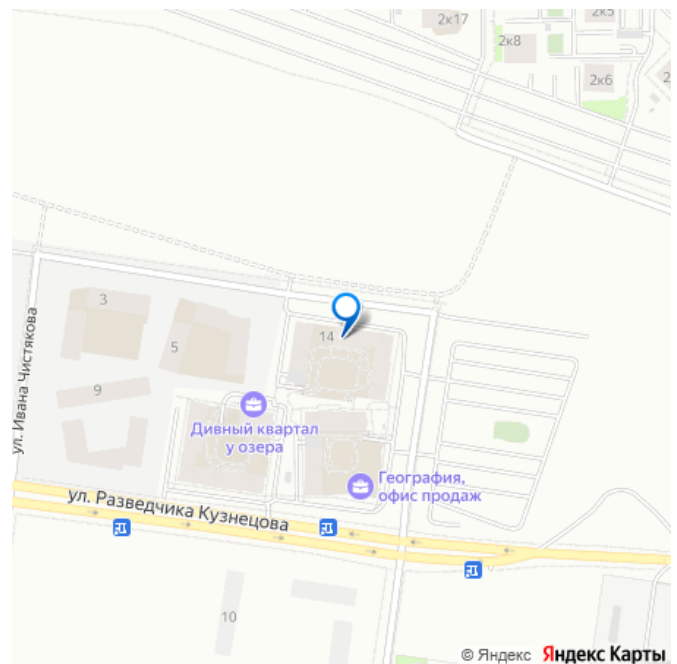 2к17
2к8
2к5
2к6
2
ул. Ивана Чистякова
3
5
14
9
Дивный квартал
у озера
География,
офис продаж
ул. Разведчика Кузнецова
10
© Яндекс Яндекс Карты